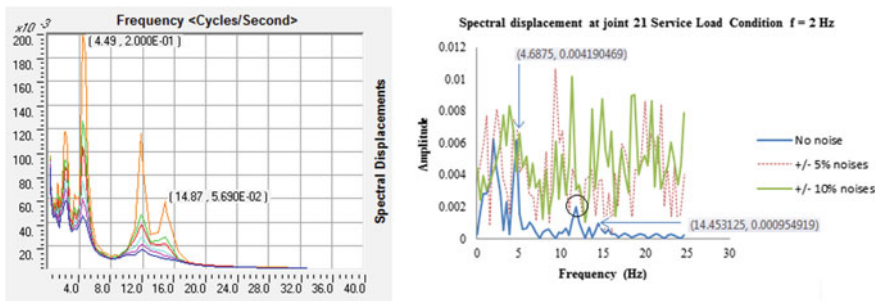 Frequency <Cycles/Second>
x10 -3
200.
180.
160.
140.
120.
100.
80.
60.
40.
20.
( 4.49 , 2.000E-01 )
( 14.87 , 5.690E-02 )
4.0 8.0 12.0 16.0 20.0 24.0 28.0 32.0 36.0 40.0
Spectral Displacements
Spectral displacement at joint 21 Service Load Condition f = 2 Hz
0.012
0.01
0.008
0.006
0.004
0.002
0
Amplitude
(4.6875, 0.004190469)
(14.453125, 0.000954919)
0 5 10 15 20 25 30
Frequency (Hz)
No noise
+/- 5% noises
+/- 10% noises